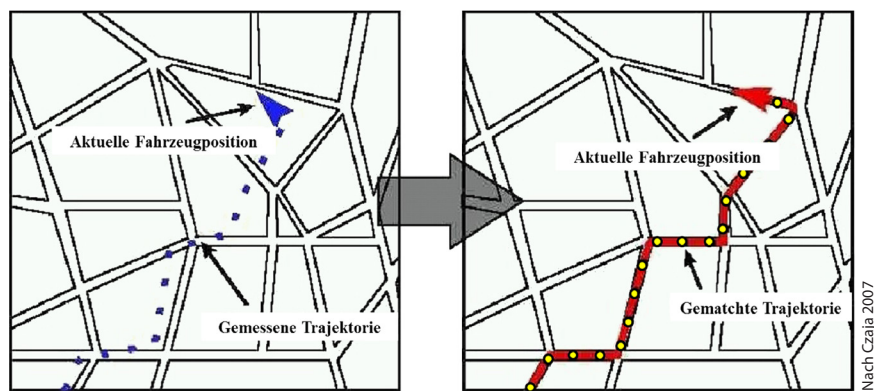 Aktuelle Fahrzeugposition
Gemessene Trajektorie
Aktuelle Fahrzeugposition
Gematchte Trajektorie
Nach Czaia 2007